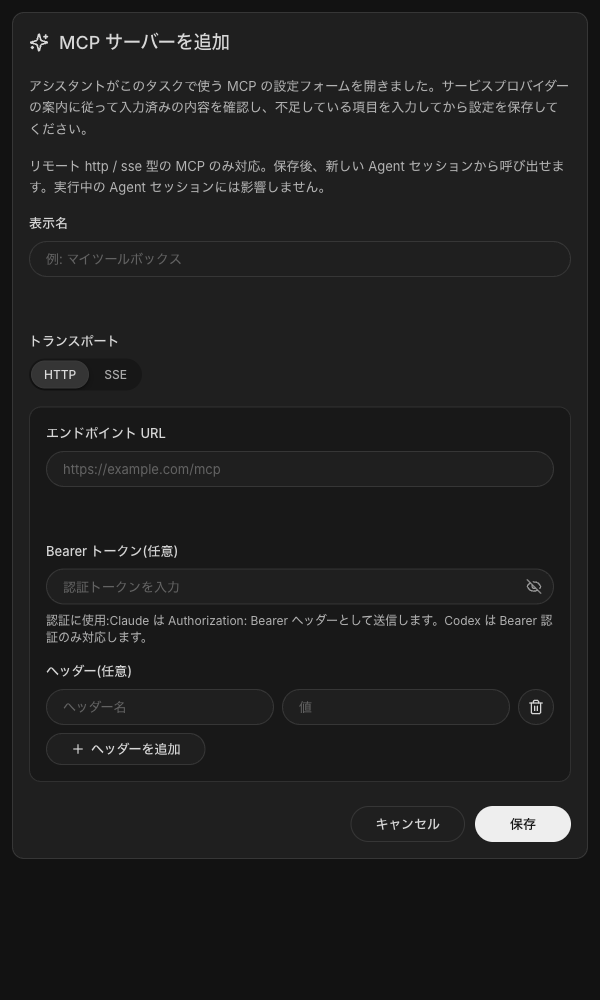 MCP サーバーを追加
アシスタントがこのタスクで使う MCP の設定フォームを開きました。サービスプロバイダー
の案内に従って入力済みの内容を確認し、不足している項目を入力してから設定を保存して
ください。
リモート http / sse 型の MCP のみ対応。保存後、新しい Agent セッションから呼び出せま
す。実行中の Agent セッションには影響しません。
表示名
例: マイツールボックス
トランスポート
HTTP SSE
エンドポイント URL
https://example.com/mcp
Bearer トークン(任意)
認証トークンを入力
認証に使用:Claude は Authorization: Bearer ヘッダーとして送信します。Codex は Bearer 認
証のみ対応します。
ヘッダー(任意)
ヘッダー名 値
ヘッダーを追加
キャンセル 保存